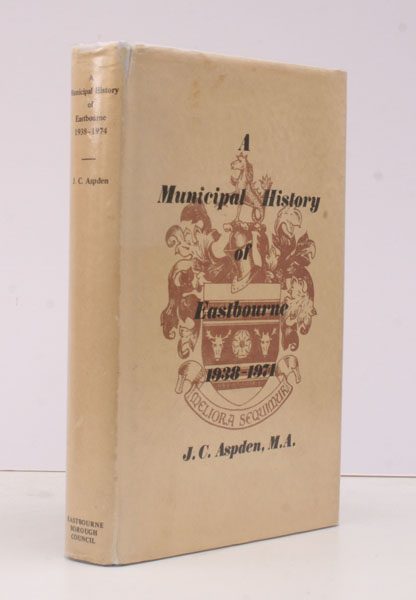 A
Municipal History
of
Eastbourne
1938-1974
J. C. Aspden
EASTBOURNE
BOROUGH
COUNCIL
A
Municipal History
of
Eastbourne
1938-1974
MELIORA SEQUIMUR
J. C. Aspden, M.A.